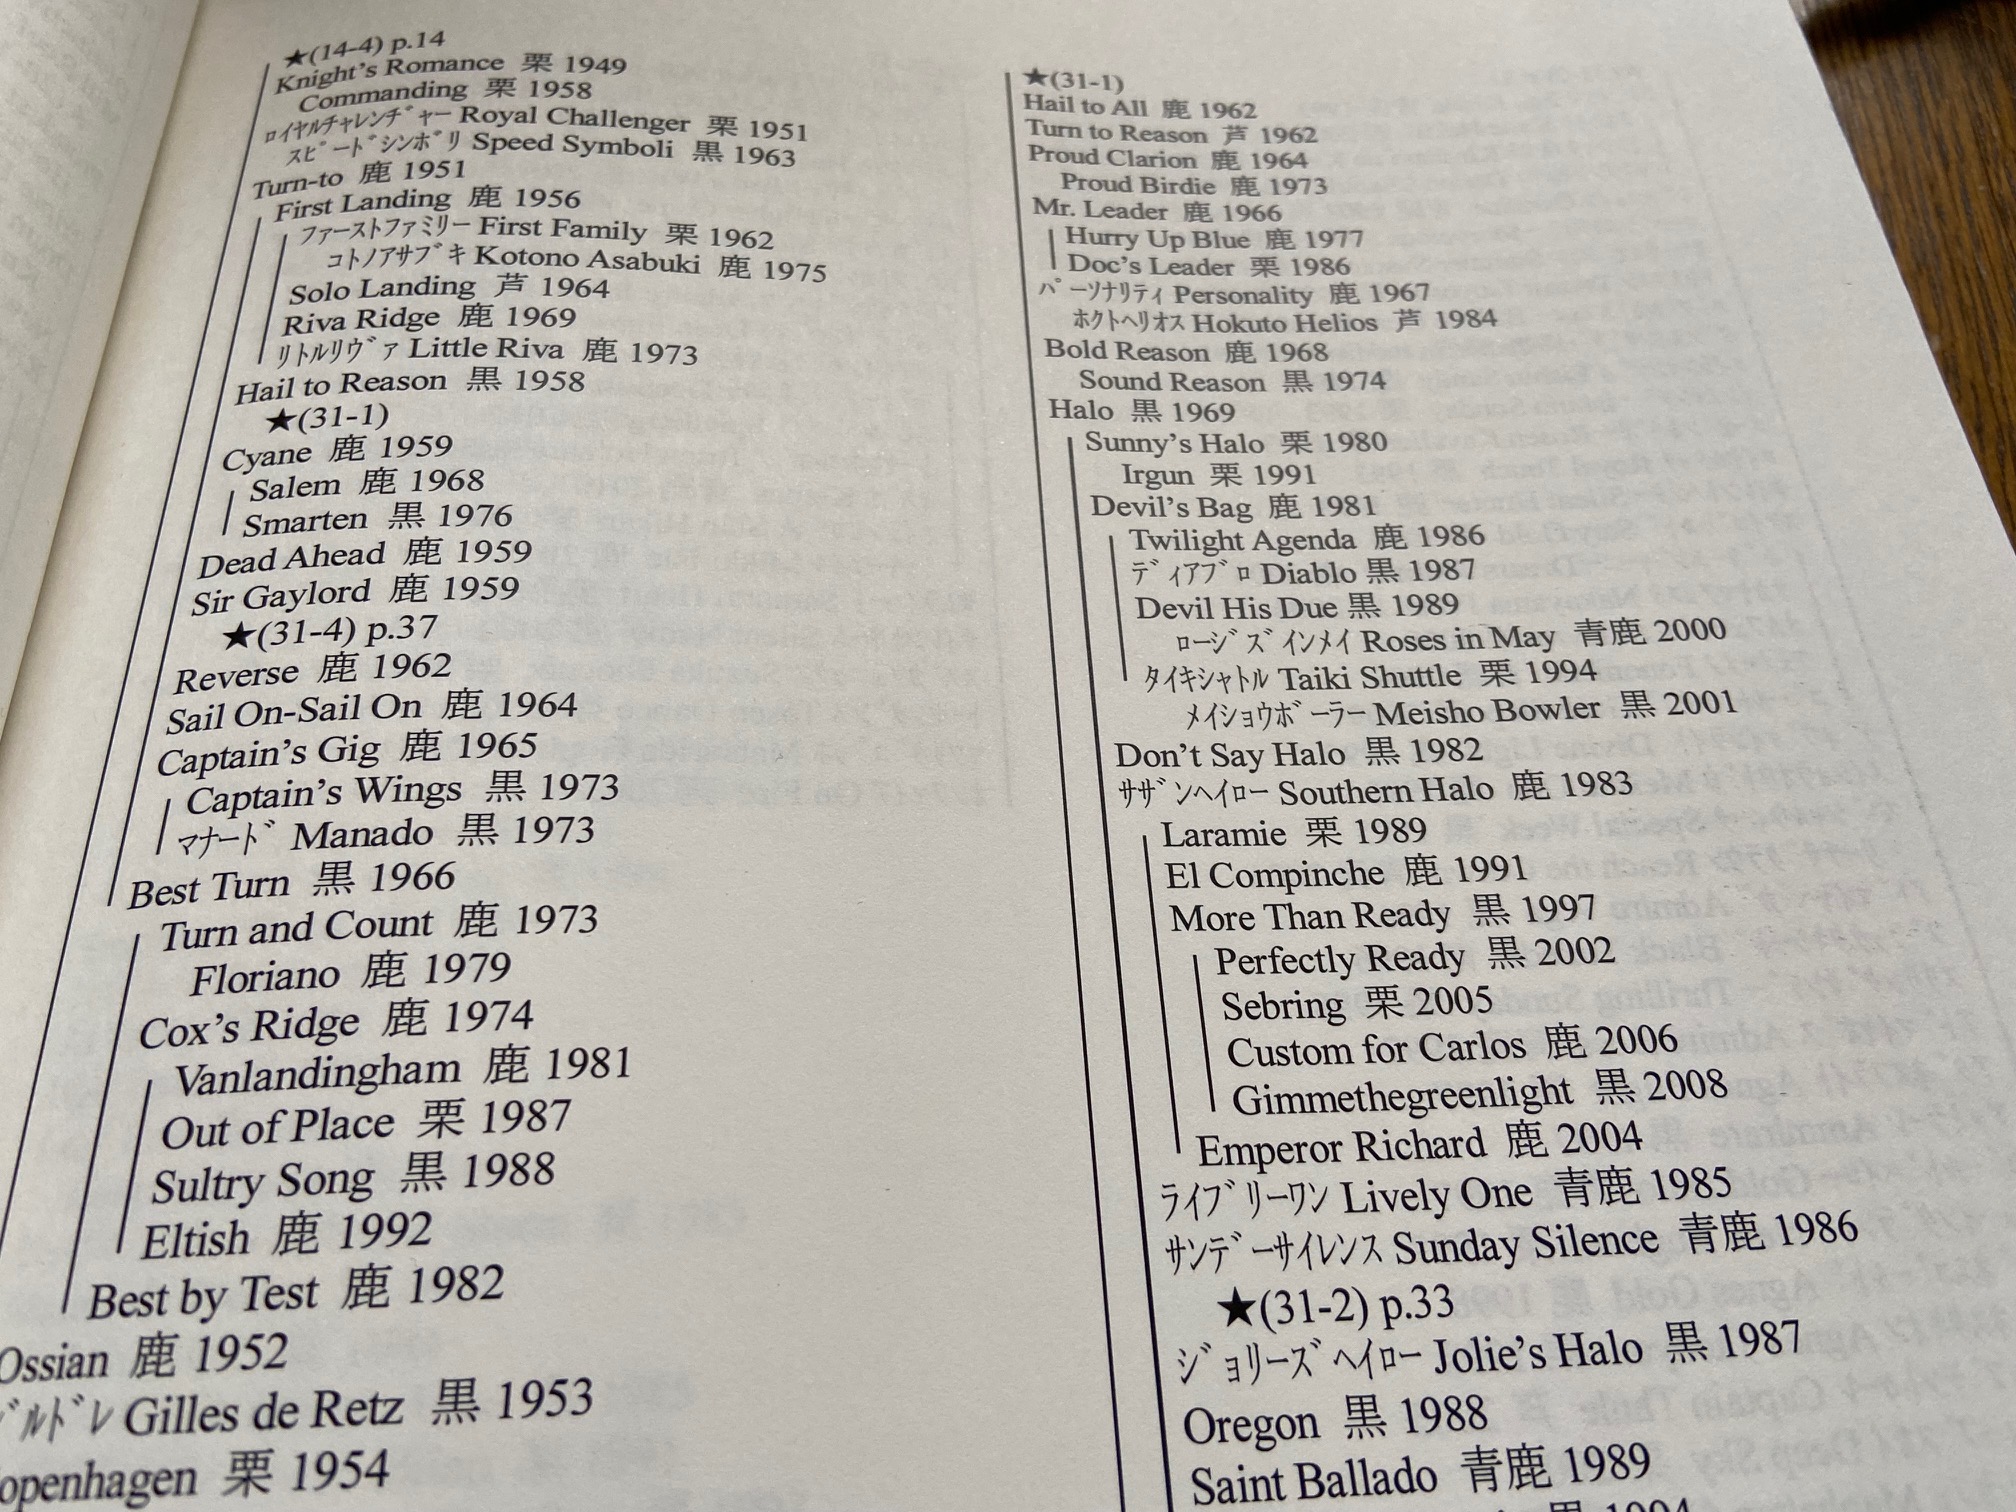 ★(14-4) p.14
Knight's Romance 栗 1949
Commanding 栗 1958
ﾛｲﾔﾙﾁｬﾚﾝﾁﾞｬｰ Royal Challenger 栗 1951
ｽﾋﾟｰﾄﾞｼﾝﾎﾞﾘ Speed Symboli 黒 1963
Turn-to 鹿 1951
First Landing 鹿 1956
ﾌｧｰｽﾄﾌｧﾐﾘｰ First Family 栗 1962
ｺﾄﾉｱｻﾌﾞｷ Kotono Asabuki 鹿 1975
Solo Landing 芦 1964
Riva Ridge 鹿 1969
ﾘﾄﾙﾘｳﾞｧ Little Riva 鹿 1973
Hail to Reason 黒 1958
★(31-1)
Cyane 鹿 1959
Salem 鹿 1968
Smarten 黒 1976
Dead Ahead 鹿 1959
Sir Gaylord 鹿 1959
★(31-4) p.37
Reverse 鹿 1962
Sail On-Sail On 鹿 1964
Captain's Gig 鹿 1965
Captain's Wings 黒 1973
ﾏﾅｰﾄﾞ Manado 黒 1973
Best Turn 黒 1966
Turn and Count 鹿 1973
Floriano 鹿 1979
Cox's Ridge 鹿 1974
Vanlandingham 鹿 1981
Out of Place 栗 1987
Sultry Song 黒 1988
Eltish 鹿 1992
Best by Test 鹿 1982
Ossian 鹿 1952
ﾙﾄﾞﾚ Gilles de Retz 黒 1953
openhagen 栗 1954
★(31-1)
Hail to All 鹿 1962
Turn to Reason 芦 1962
Proud Clarion 鹿 1964
Proud Birdie 鹿 1973
Mr. Leader 鹿 1966
Hurry Up Blue 鹿 1977
Doc's Leader 栗 1986
ﾊﾟｰｿﾅﾘﾃｨ Personality 鹿 1967
ﾎｸﾄﾍﾘｵｽ Hokuto Helios 芦 1984
Bold Reason 鹿 1968
Sound Reason 黒 1974
Halo 黒 1969
Sunny's Halo 栗 1980
Irgun 栗 1991
Devil's Bag 鹿 1981
Twilight Agenda 鹿 1986
ﾃﾞｨｱﾌﾞﾛ Diablo 黒 1987
Devil His Due 黒 1989
ﾛｰｼﾞｽﾞｲﾝﾒｲ Roses in May 青鹿 2000
ﾀｲｷｼｬﾄﾙ Taiki Shuttle 栗 1994
ﾒｲｼｮｳﾎﾞｰﾗｰ Meisho Bowler 黒 2001
Don't Say Halo 黒 1982
ｻｻﾞﾝﾍｲﾛｰ Southern Halo 鹿 1983
Laramie 栗 1989
El Compinche 鹿 1991
More Than Ready 黒 1997
Perfectly Ready 黒 2002
Sebring 栗 2005
Custom for Carlos 鹿 2006
Gimmethegreenlight 黒 2008
Emperor Richard 鹿 2004
ﾗｲﾌﾞﾘｰﾜﾝ Lively One 青鹿 1985
ｻﾝﾃﾞｰｻｲﾚﾝｽ Sunday Silence 青鹿 1986
★(31-2) p.33
ｼﾞｮﾘｰｽﾞﾍｲﾛｰ Jolie's Halo 黒 1987
Oregon 黒 1988
Saint Ballado 青鹿 1989